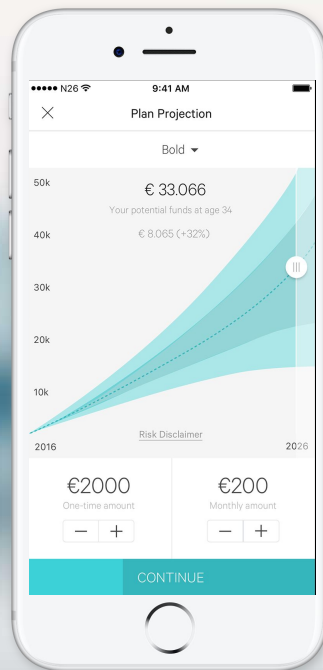 N26
9:41 AM
Plan Projection
Bold
€ 33.066
Your potential funds at age 34
€ 8.065 (+32%)
50k
40k
30k
20k
10k
Risk Disclaimer
2016
2026
€2000
One-time amount
€200
Monthly amount
CONTINUE